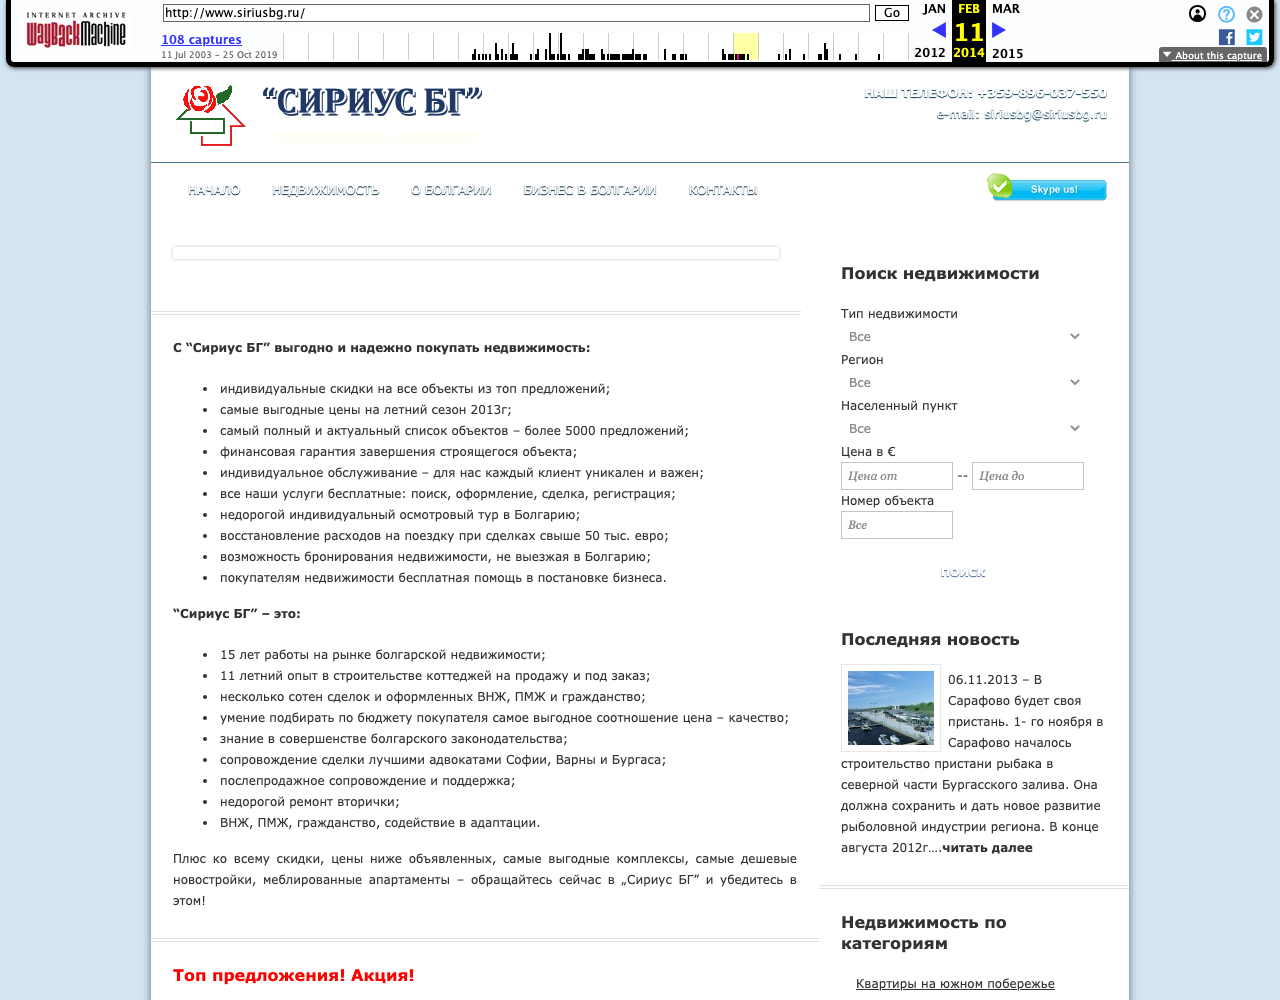 INTERNET ARCHIVE
WayBackMachine
http://www.siriusbg.ru/
Go
JAN
FEB
MAR
108 captures
11
11 Jul 2003 – 25 Oct 2019
2012
2014
2015
About this capture
“СИРИУС БГ”
НАШ ТЕЛЕФОН: +359-896-037-550
e-mail: siriusbg@siriusbg.ru
НАЧАЛО
НЕДВИЖИМОСТЬ
О БОЛГАРИИ
БИЗНЕС В БОЛГАРИИ
КОНТАКТЫ
Skype us!
С “Сириус БГ” выгодно и надежно покупать недвижимость:
• индивидуальные скидки на все объекты из топ предложений;
• самые выгодные цены на летний сезон 2013г;
• самый полный и актуальный список объектов – более 5000 предложений;
• финансовая гарантия завершения строящегося объекта;
• индивидуальное обслуживание – для нас каждый клиент уникален и важен;
• все наши услуги бесплатные: поиск, оформление, сделка, регистрация;
• недорогой индивидуальный осмотровый тур в Болгарию;
• восстановление расходов на поездку при сделках свыше 50 тыс. евро;
• возможность бронирования недвижимости, не выезжая в Болгарию;
• покупателям недвижимости бесплатная помощь в постановке бизнеса.
“Сириус БГ” – это:
• 15 лет работы на рынке болгарской недвижимости;
• 11 летний опыт в строительстве коттеджей на продажу и под заказ;
• несколько сотен сделок и оформленных ВНЖ, ПМЖ и гражданство;
• умение подбирать по бюджету покупателя самое выгодное соотношение цена – качество;
• знание в совершенстве болгарского законодательства;
• сопровождение сделки лучшими адвокатами Софии, Варны и Бургаса;
• послепродажное сопровождение и поддержка;
• недорогой ремонт вторички;
• ВНЖ, ПМЖ, гражданство, содействие в адаптации.
Плюс ко всему скидки, цены ниже объявленных, самые выгодные комплексы, самые дешевые
новостройки, меблированные апартаменты – обращайтесь сейчас в „Сириус БГ” и убедитесь в
этом!
Топ предложения! Акция!
Поиск недвижимости
Тип недвижимости
Все
Регион
Все
Населенный пункт
Все
Цена в €
Цена от -- Цена до
Номер объекта
Все
ПОИСК
Последняя новость
06.11.2013 – В
Сарафово будет своя
пристань. 1- го ноября в
Сарафово началось
строительство пристани рыбака в
северной части Бургасского залива. Она
должна сохранить и дать новое развитие
рыболовной индустрии региона. В конце
августа 2012г....читать далее
Недвижимость по
категориям
Квартиры на южном побережье